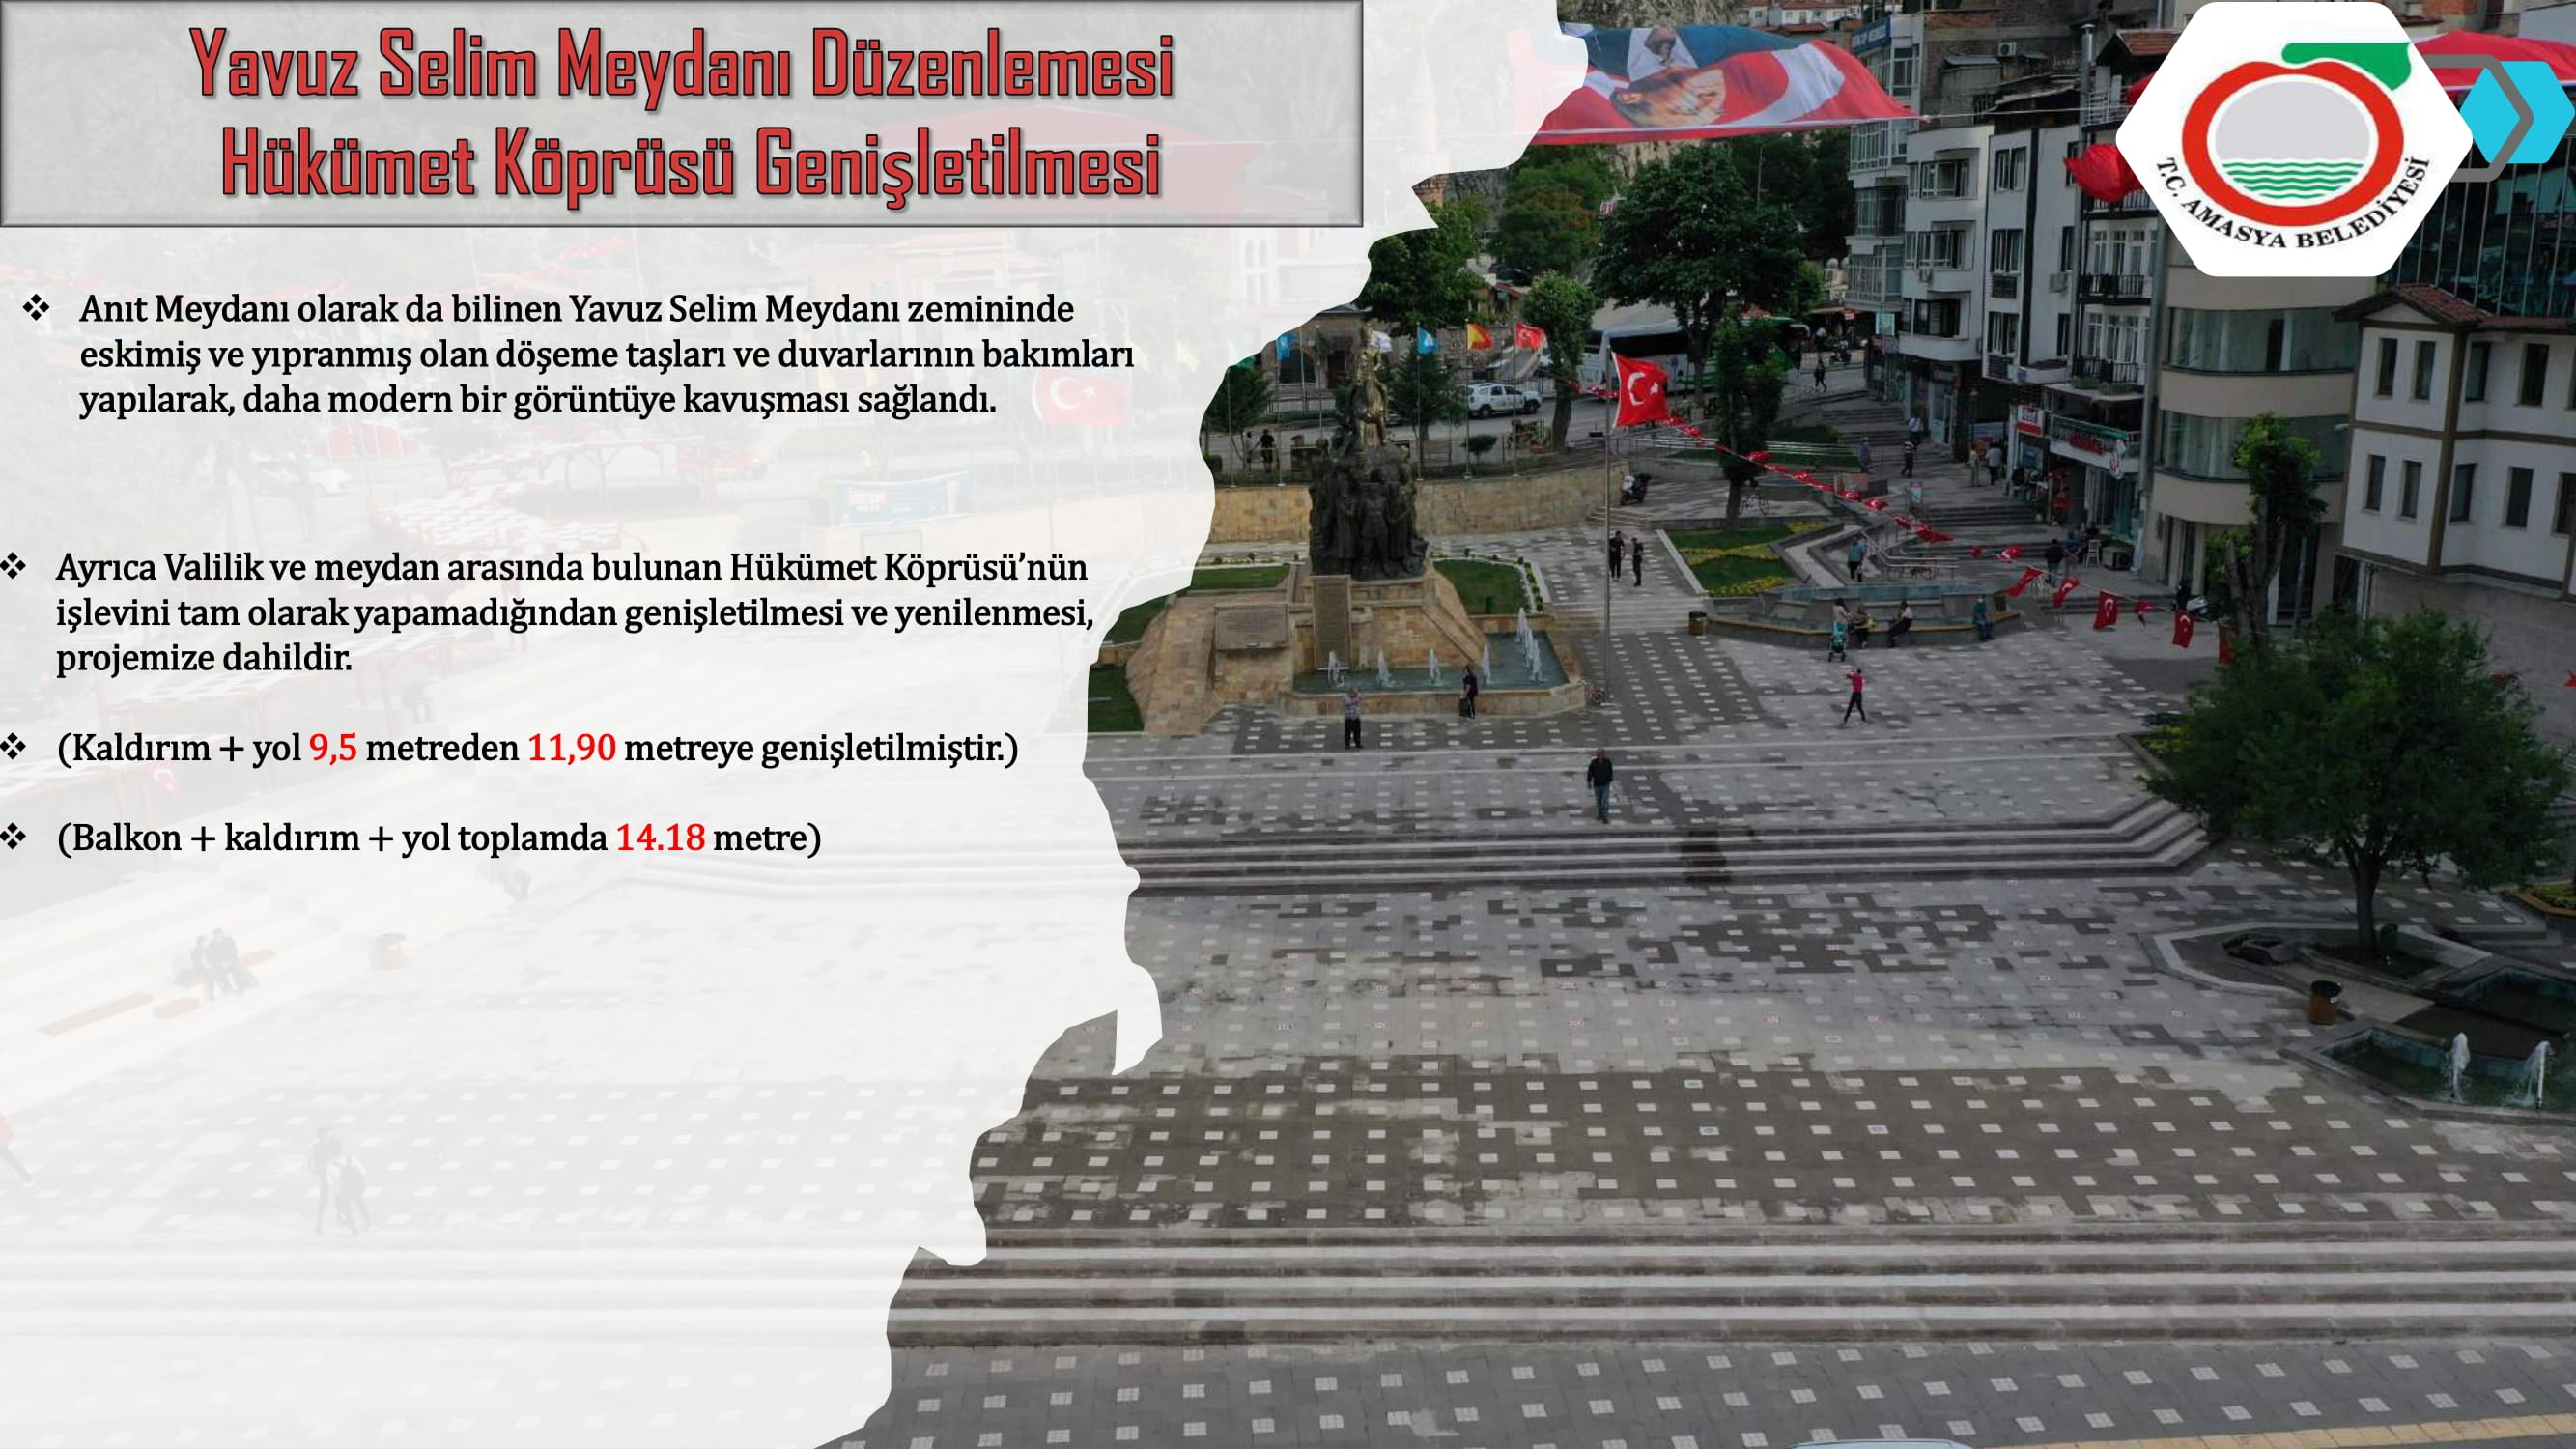 Yavuz Selim Meydanı Düzenlemesi
Hükümet Köprüsü Genişletilmesi
T.C. AMASYA BELEDİYESİ
❖ Anıt Meydanı olarak da bilinen Yavuz Selim Meydanı zemininde
eskimiş ve yıpranmış olan döşeme taşları ve duvarlarının bakımları
yapılarak, daha modern bir görüntüye kavuşması sağlandı.
❖ Ayrıca Valilik ve meydan arasında bulunan Hükümet Köprüsü’nün
işlevini tam olarak yapamadığından genişletilmesi ve yenilenmesi,
projemize dahildir.
❖ (Kaldırım + yol 9,5 metreden 11,90 metreye genişletilmiştir.)
❖ (Balkon + kaldırım + yol toplamda 14.18 metre)